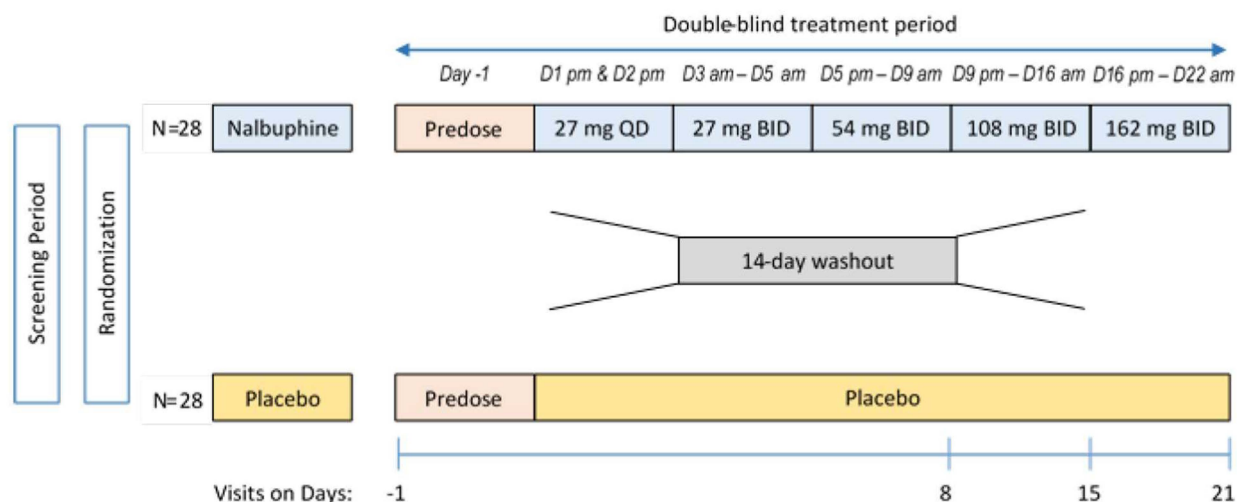 Double-blind treatment period
Day -1 D1 pm & D2 pm D3 am – D5 am D5 pm – D9 am D9 pm – D16 am D16 pm – D22 am
N=28 Nalbuphine Predose 27 mg QD 27 mg BID 54 mg BID 108 mg BID 162 mg BID
Screening Period
Randomization
14-day washout
N=28 Placebo Predose Placebo
Visits on Days: -1 8 15 21